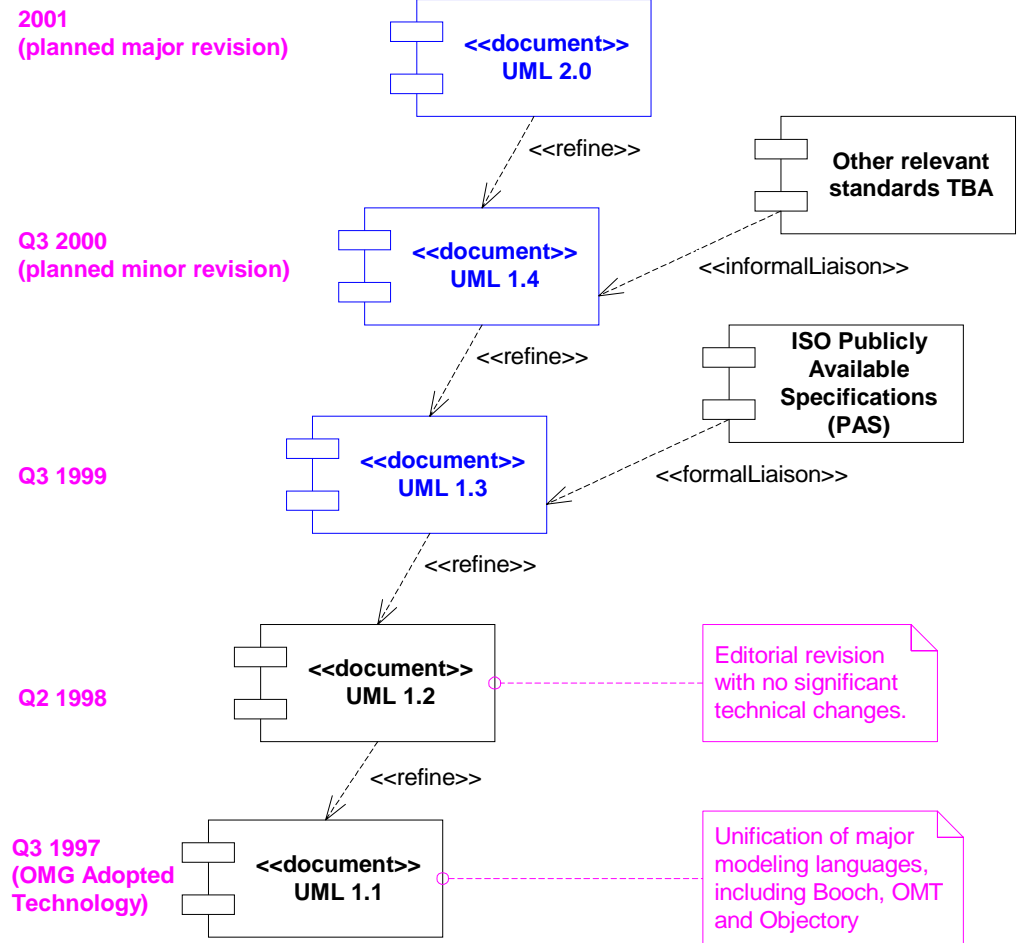 2001
(planned major revision)
<<document>>
UML 2.0
<<refine>>
Other relevant
standards TBA
Q3 2000
(planned minor revision)
<<document>>
UML 1.4
<<informalLiaison>>
<<refine>>
ISO Publicly
Available
Specifications
(PAS)
Q3 1999
<<document>>
UML 1.3
<<formalLiaison>>
<<refine>>
Q2 1998
<<document>>
UML 1.2
Editorial revision
with no significant
technical changes.
<<refine>>
Q3 1997
(OMG Adopted
Technology)
<<document>>
UML 1.1
Unification of major
modeling languages,
including Booch, OMT
and Objectory